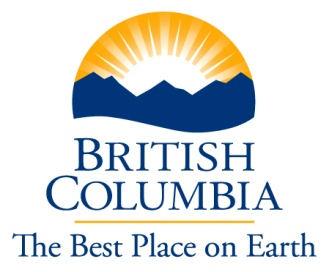 BRITISH
COLUMBIA
The Best Place on Earth